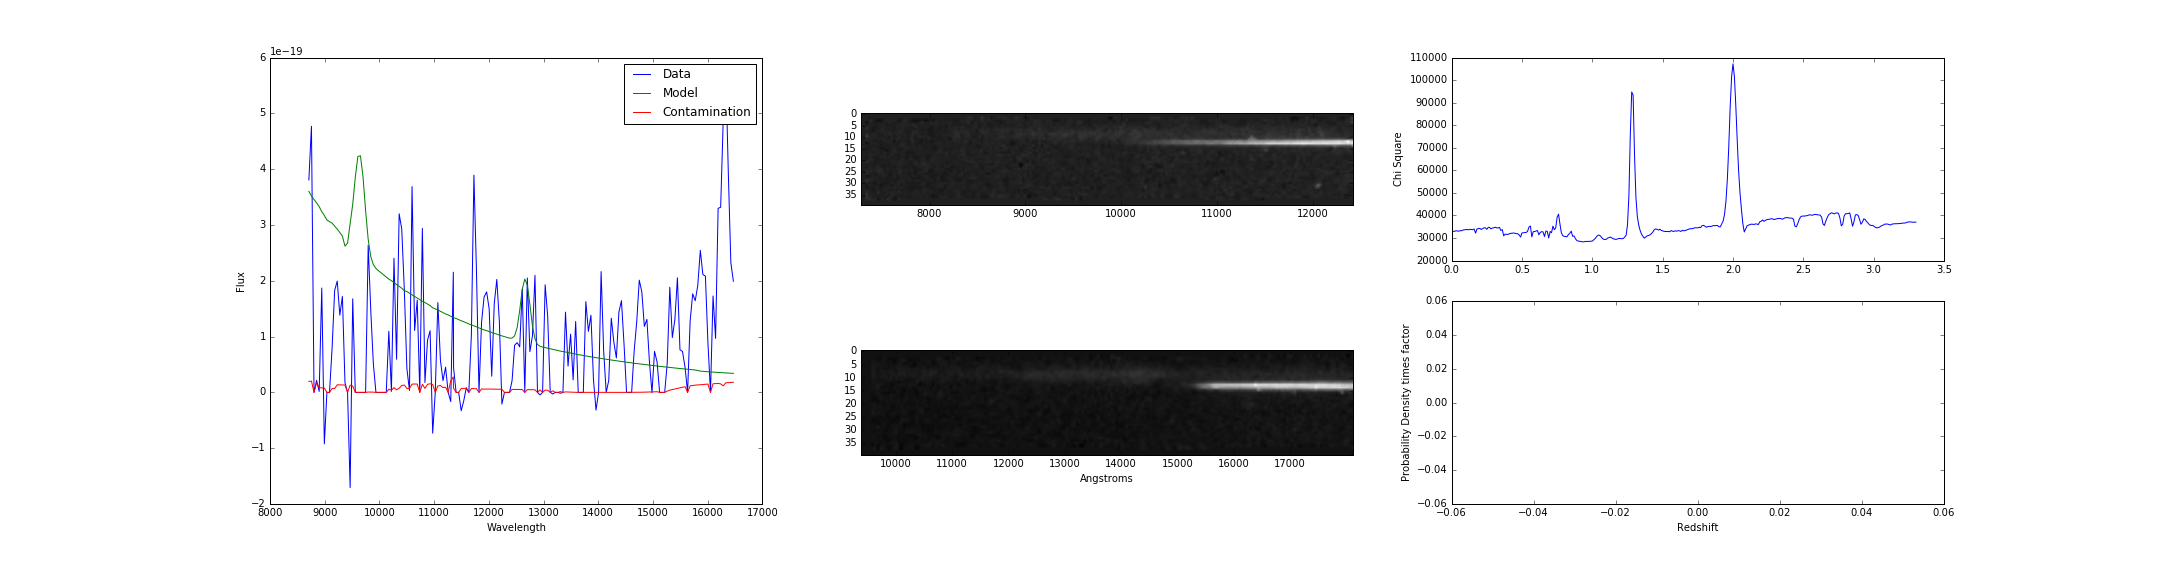 1e−19
6
5
4
3
2
1
0
−1
−2
8000 9000 10000 11000 12000 13000 14000 15000 16000 17000
Wavelength
Flux
Data
Model
Contamination
0
5
10
15
20
25
30
35
8000 9000 10000 11000 12000
0
5
10
15
20
25
30
35
10000 11000 12000 13000 14000 15000 16000 17000
Angstroms
110000
100000
90000
80000
70000
60000
50000
40000
30000
20000
0.0 0.5 1.0 1.5 2.0 2.5 3.0 3.5
Chi Square
0.06
0.04
0.02
0.00
−0.02
−0.04
−0.06
−0.06 −0.04 −0.02 0.00 0.02 0.04 0.06
Redshift
Probability Density times factor